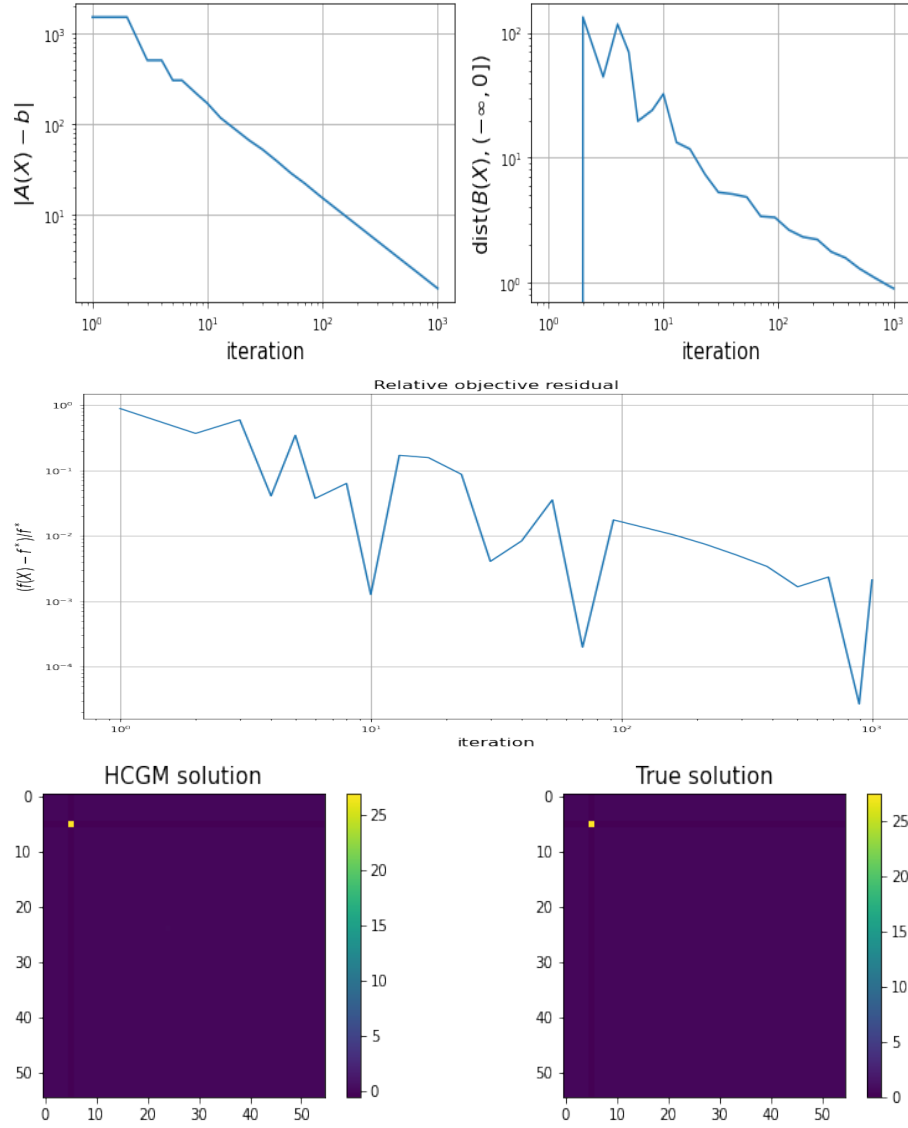 |A(X) − b|
10³
10²
10¹
10⁰ 10¹ 10² 10³
iteration
dist(B(X), (−∞, 0])
10²
10¹
10⁰
10⁰ 10¹ 10² 10³
iteration
Relative objective residual
(f(X) − f*)/f*
10⁰
10⁻¹
10⁻²
10⁻³
10⁻⁴
10⁰ 10¹ 10² 10³
iteration
HCGM solution
0
10
20
30
40
50
0 10 20 30 40 50
25
20
15
10
5
0
True solution
0
10
20
30
40
50
0 10 20 30 40 50
25
20
15
10
5
0